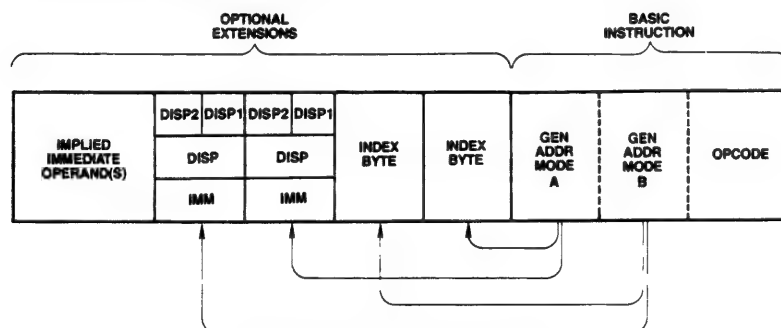 OPTIONAL
EXTENSIONS
BASIC
INSTRUCTION
IMPLIED
IMMEDIATE
OPERAND(S)
DISP2 DISP1
DISP
IMM
DISP2 DISP1
DISP
IMM
INDEX
BYTE
INDEX
BYTE
GEN
ADDR
MODE
A
GEN
ADDR
MODE
B
OPCODE